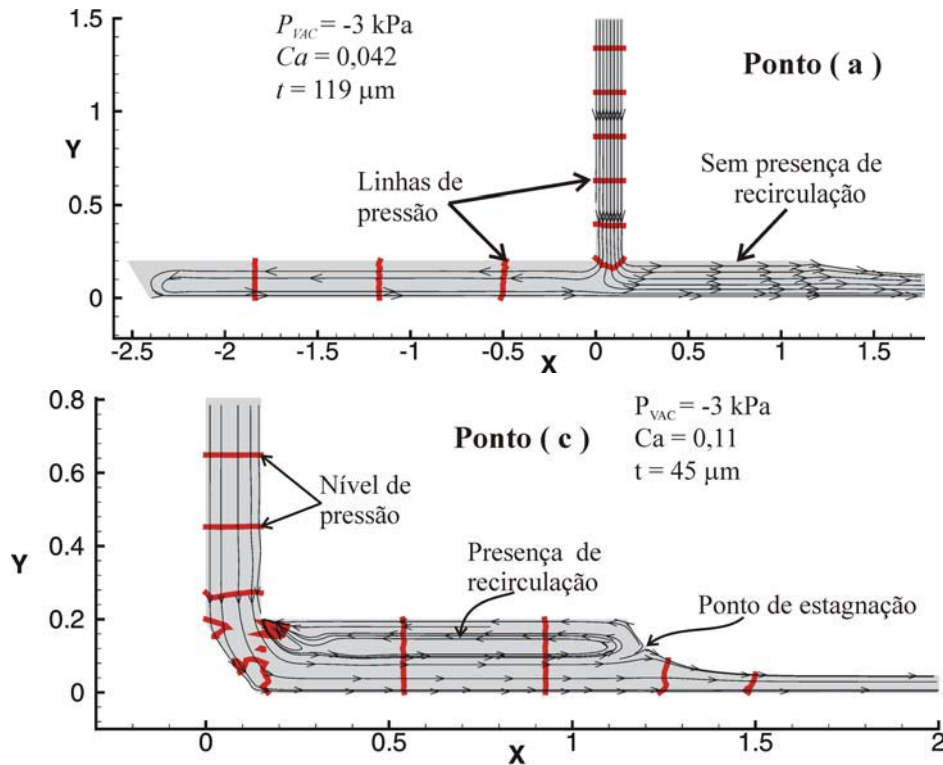 P_VAC = -3 kPa
Ca = 0,042
t = 119 µm
Ponto ( a )
Linhas de
pressão
Sem presença de
recirculação
Y
1.5
1
0.5
0
-2.5
-2
-1.5
-1
-0.5
0
0.5
1
1.5
X
P_VAC = -3 kPa
Ca = 0,11
t = 45 µm
Ponto ( c )
Nível de
pressão
Presença de
recirculação
Ponto de estagnação
Y
0.8
0.6
0.4
0.2
0
0
0.5
1
1.5
2
X